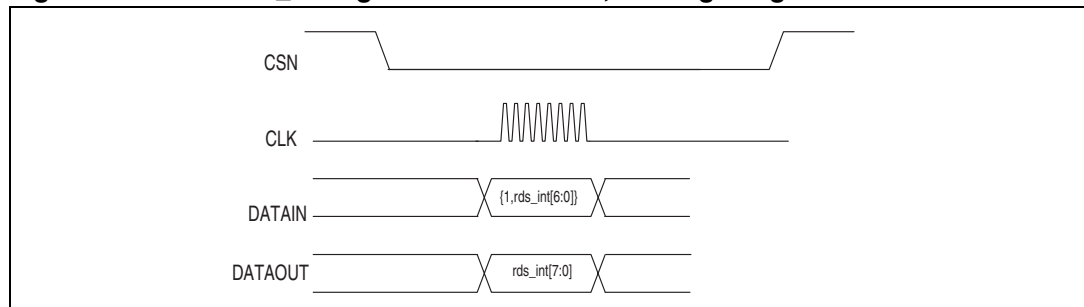 CSN
CLK
{1,rds_int[6:0]}
DATAIN
rds_int[7:0]
DATAOUT